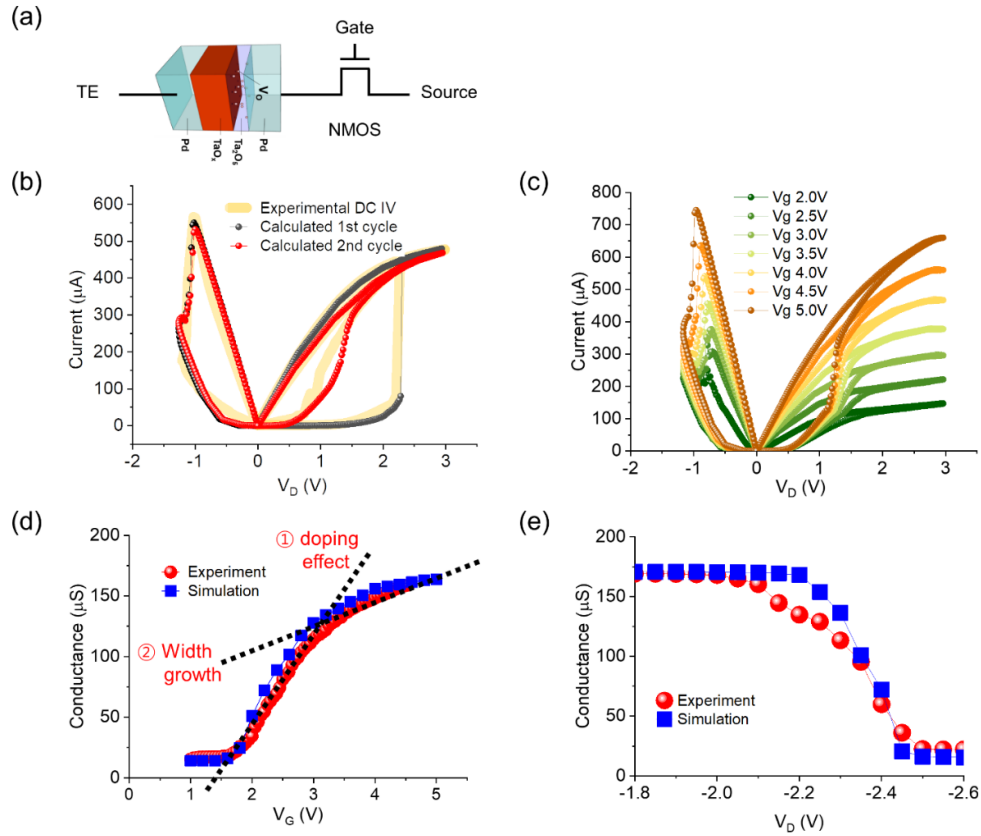 (a)
Gate
TE
Source
V₀
NMOS
Pd
TaOₓ
Ta₂O₅
Pd
(b)
Current (μA)
600
500
400
300
200
100
0
Experimental DC IV
Calculated 1st cycle
Calculated 2nd cycle
-2
-1
0
1
2
3
V_D (V)
(c)
Current (μA)
800
700
600
500
400
300
200
100
0
Vg 2.0V
Vg 2.5V
Vg 3.0V
Vg 3.5V
Vg 4.0V
Vg 4.5V
Vg 5.0V
-2
-1
0
1
2
3
V_D (V)
(d)
Conductance (μS)
200
150
100
50
0
① doping
effect
Experiment
Simulation
② Width
growth
0
1
2
3
4
5
V_G (V)
(e)
Conductance (μS)
200
150
100
50
0
Experiment
Simulation
-1.8
-2.0
-2.2
-2.4
-2.6
V_D (V)